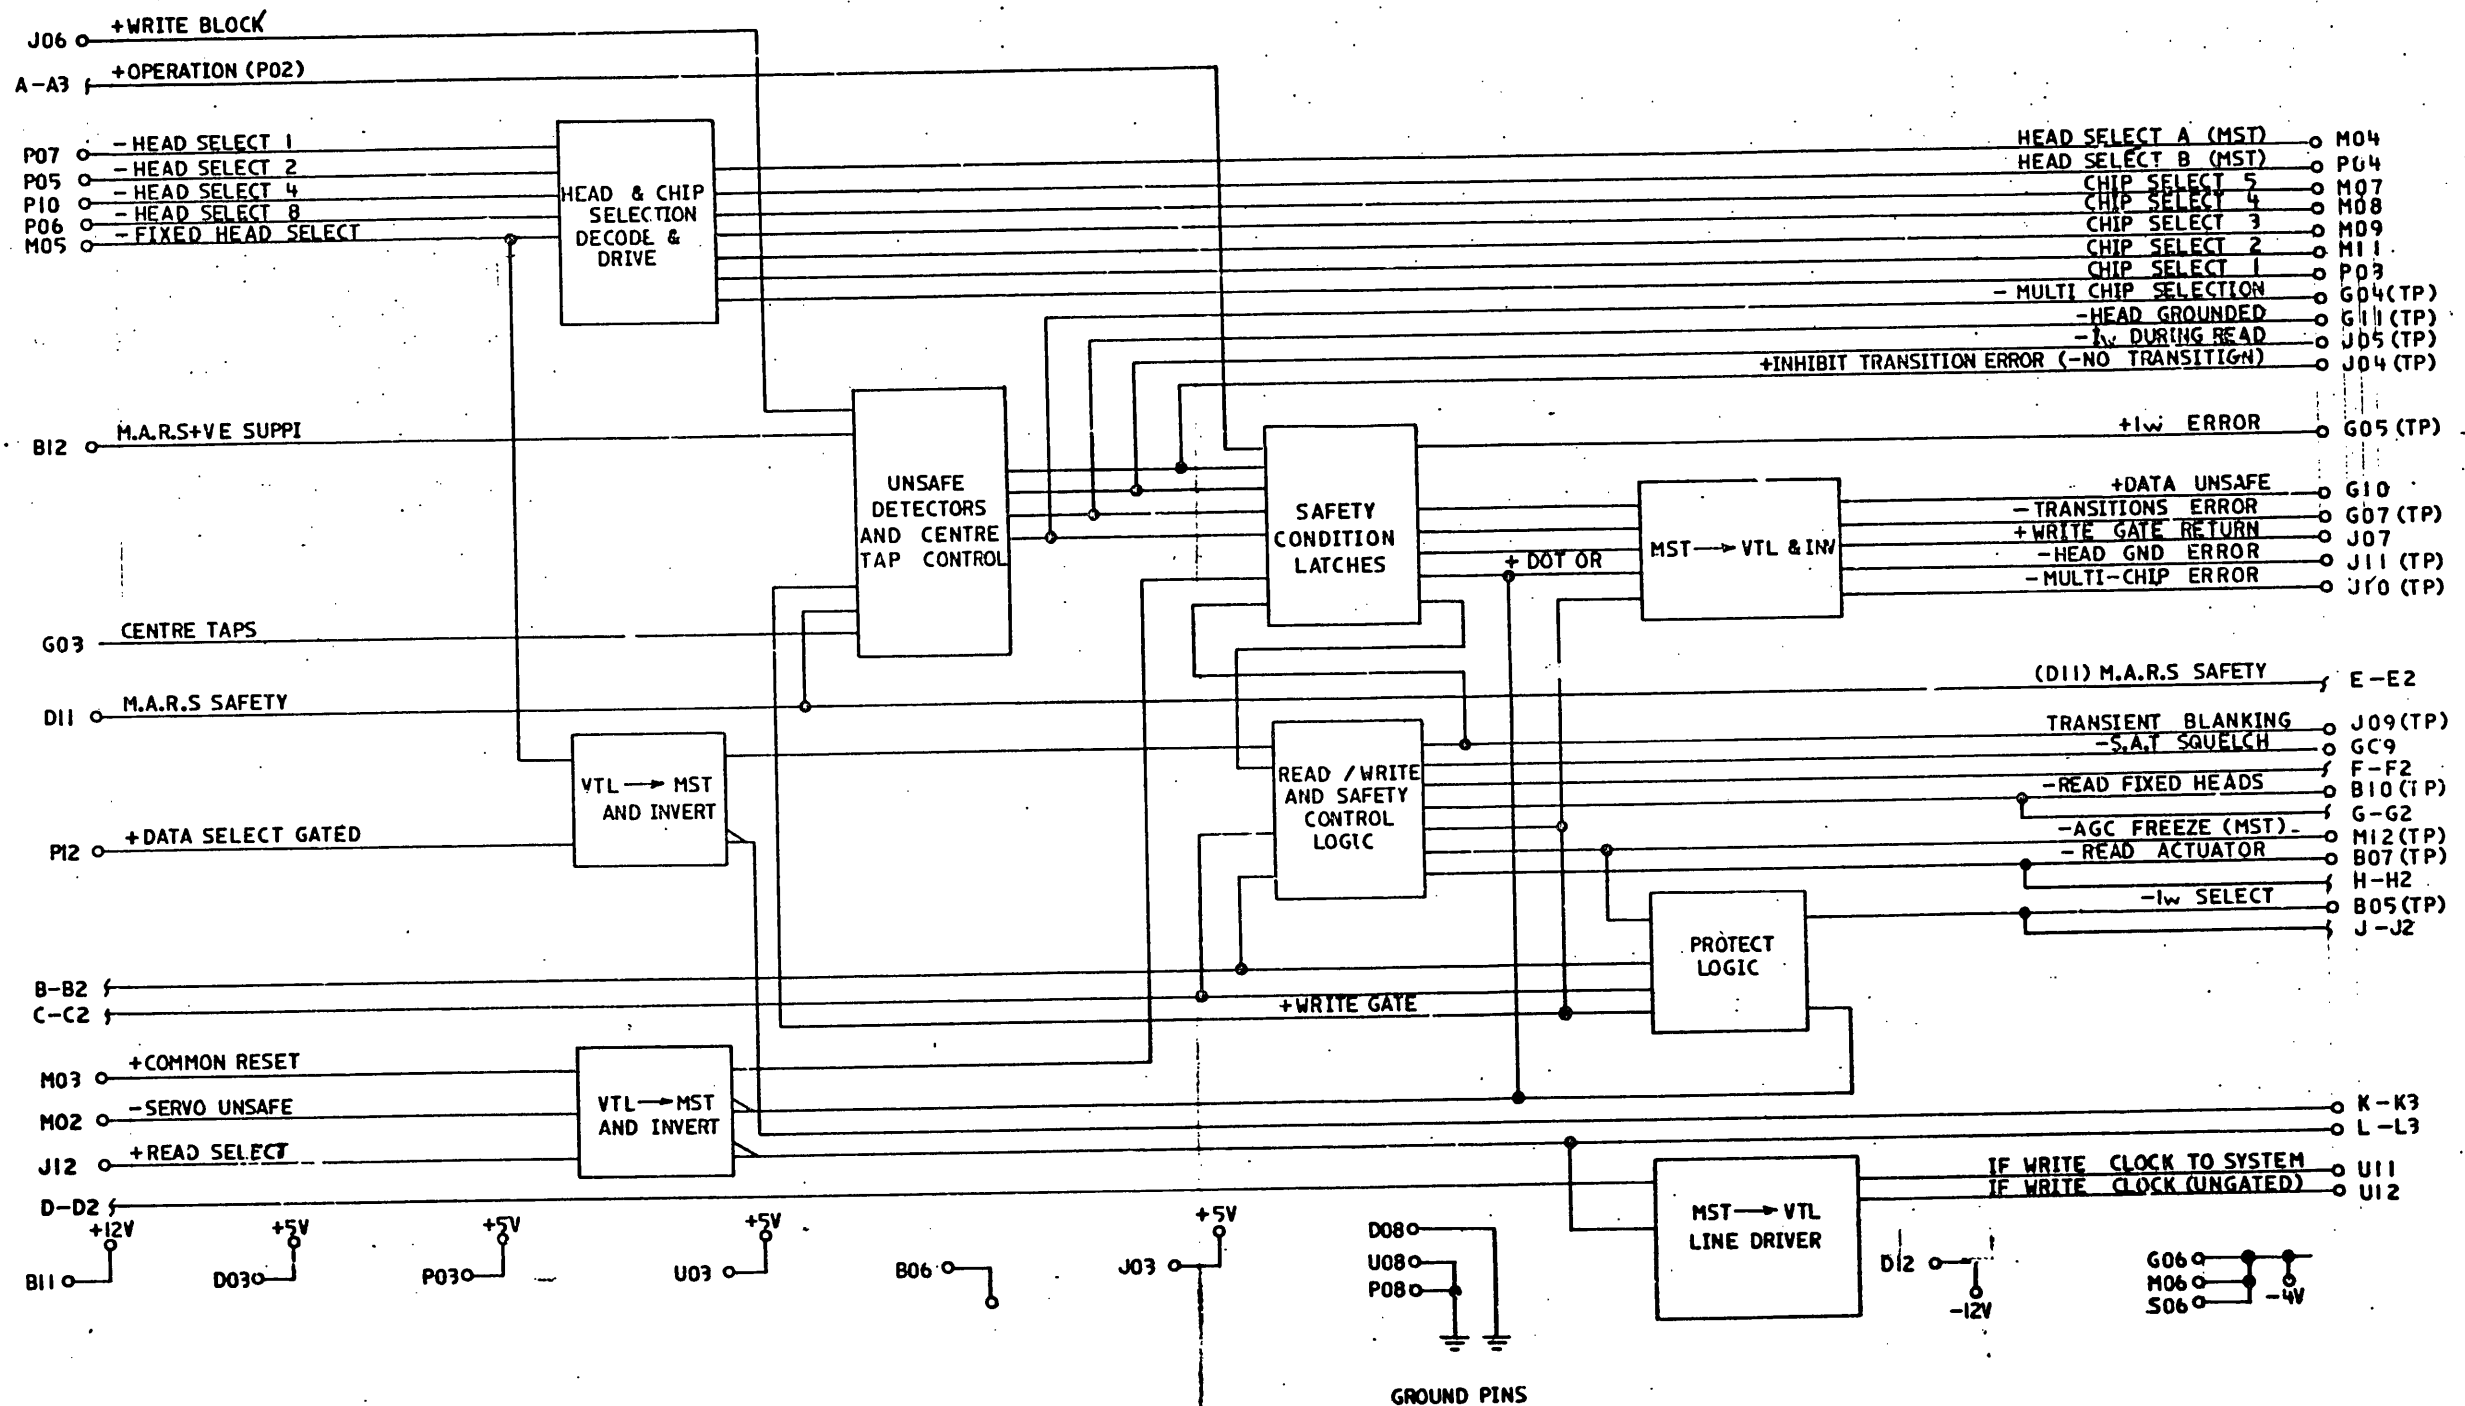 J06 +WRITE BLOCK
A-A3 +OPERATION (P02)
P07 -HEAD SELECT 1
P05 -HEAD SELECT 2
P10 -HEAD SELECT 4
P06 -HEAD SELECT 8
M05 -FIXED HEAD SELECT
HEAD & CHIP
SELECTION
DECODE &
DRIVE
HEAD SELECT A (MST) M04
HEAD SELECT B (MST) P04
CHIP SELECT 5 M07
CHIP SELECT 4 M08
CHIP SELECT 3 M09
CHIP SELECT 2 M11
CHIP SELECT 1 P03
-MULTI CHIP SELECTION G04(TP)
-HEAD GROUNDED G11(TP)
-Iw DURING READ J05(TP)
+INHIBIT TRANSITION ERROR (-NO TRANSITION) J04(TP)
B12 M.A.R.S+VE SUPPI
UNSAFE
DETECTORS
AND CENTRE
TAP CONTROL
SAFETY
CONDITION
LATCHES
+Iw ERROR G05(TP)
MST VTL & INV
+ DOT OR
+DATA UNSAFE G10
-TRANSITIONS ERROR G07(TP)
+WRITE GATE RETURN J07
-HEAD GND ERROR J11(TP)
-MULTI-CHIP ERROR J10(TP)
G03 CENTRE TAPS
D11 M.A.R.S SAFETY
(D11) M.A.R.S SAFETY E-E2
VTL MST
AND INVERT
P12 +DATA SELECT GATED
READ /WRITE
AND SAFETY
CONTROL
LOGIC
TRANSIENT BLANKING J09(TP)
-S.A.T SQUELCH GC9
F-F2
-READ FIXED HEADS B10(TP)
G-G2
-AGC FREEZE (MST) M12(TP)
-READ ACTUATOR B07(TP)
H-H2
-Iw SELECT B05(TP)
J-J2
PROTECT
LOGIC
B-B2
C-C2
+WRITE GATE
M03 +COMMON RESET
M02 -SERVO UNSAFE
J12 +READ SELECT
VTL MST
AND INVERT
K-K3
L-L3
D-D2
MST VTL
LINE DRIVER
IF WRITE CLOCK TO SYSTEM U11
IF WRITE CLOCK (UNGATED) U12
+12V
B11
+5V
D03
+5V
P03
+5V
U03
B06
+5V
J03
D08
U08
P08
D12
-12V
G06
M06
S06
-4V
GROUND PINS